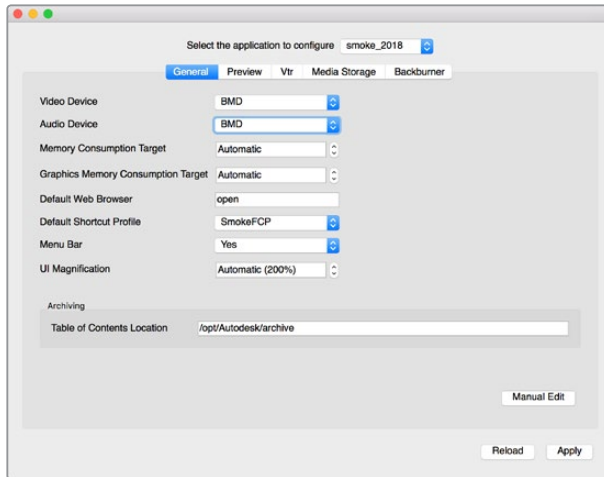 Select the application to configure smoke_2018
General Preview Vtr Media Storage Backburner
Video Device BMD
Audio Device BMD
Memory Consumption Target Automatic
Graphics Memory Consumption Target Automatic
Default Web Browser open
Default Shortcut Profile SmokeFCP
Menu Bar Yes
UI Magnification Automatic (200%)
Archiving
Table of Contents Location /opt/Autodesk/archive
Manual Edit
Reload Apply